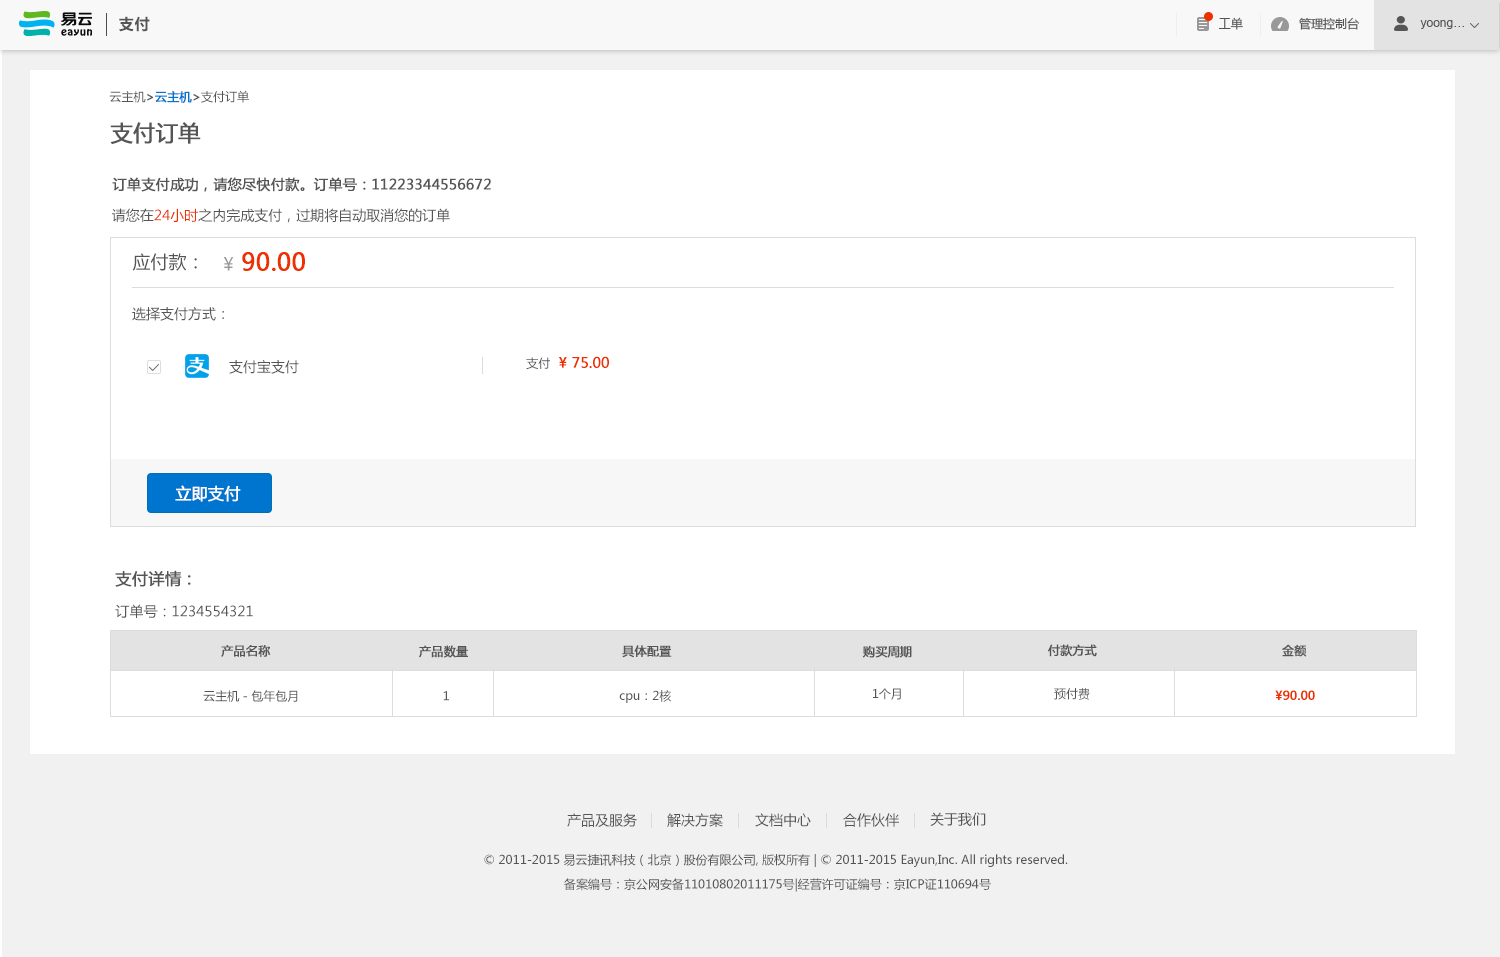 易云 eayun 支付 工单 管理控制台 yoong...
云主机>云主机>支付订单
支付订单
订单支付成功，请您尽快付款。订单号：11223344556672
请您在24小时之内完成支付，过期将自动取消您的订单
应付款： ¥ 90.00
选择支付方式：
支 支付宝支付 支付 ¥ 75.00
立即支付
支付详情：
订单号：1234554321
产品名称 产品数量 具体配置 购买周期 付款方式 金额
云主机 - 包年包月 1 cpu：2核 1个月 预付费 ¥90.00
产品及服务 解决方案 文档中心 合作伙伴 关于我们
© 2011-2015 易云捷讯科技（北京）股份有限公司, 版权所有 | © 2011-2015 Eayun,Inc. All rights reserved.
备案编号：京公网安备11010802011175号|经营许可证编号：京ICP证110694号